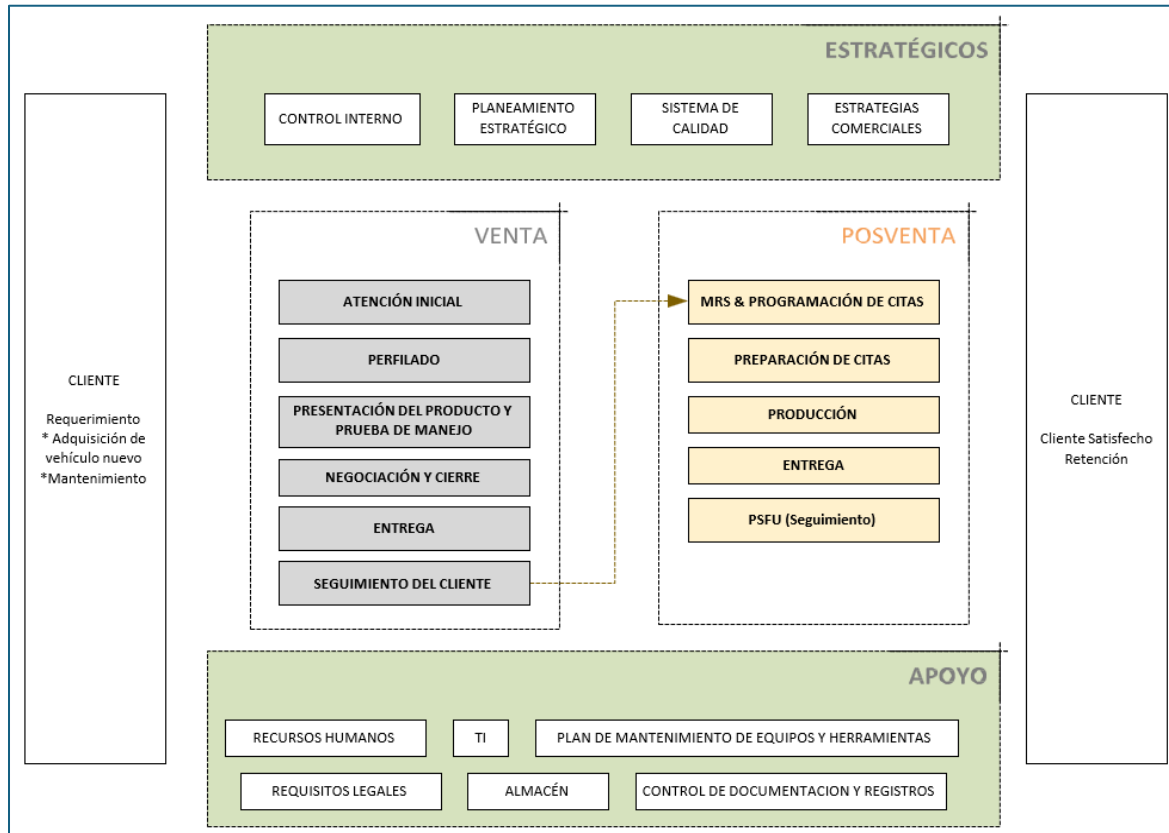 ESTRATÉGICOS
CONTROL INTERNO
PLANEAMIENTO
ESTRATÉGICO
SISTEMA DE
CALIDAD
ESTRATEGIAS
COMERCIALES
CLIENTE
Requerimiento
* Adquisición de
vehículo nuevo
*Mantenimiento
VENTA
ATENCIÓN INICIAL
PERFILADO
PRESENTACIÓN DEL PRODUCTO Y
PRUEBA DE MANEJO
NEGOCIACIÓN Y CIERRE
ENTREGA
SEGUIMIENTO DEL CLIENTE
POSVENTA
MRS & PROGRAMACIÓN DE CITAS
PREPARACIÓN DE CITAS
PRODUCCIÓN
ENTREGA
PSFU (Seguimiento)
CLIENTE
Cliente Satisfecho
Retención
APOYO
RECURSOS HUMANOS
TI
PLAN DE MANTENIMIENTO DE EQUIPOS Y HERRAMIENTAS
REQUISITOS LEGALES
ALMACÉN
CONTROL DE DOCUMENTACION Y REGISTROS